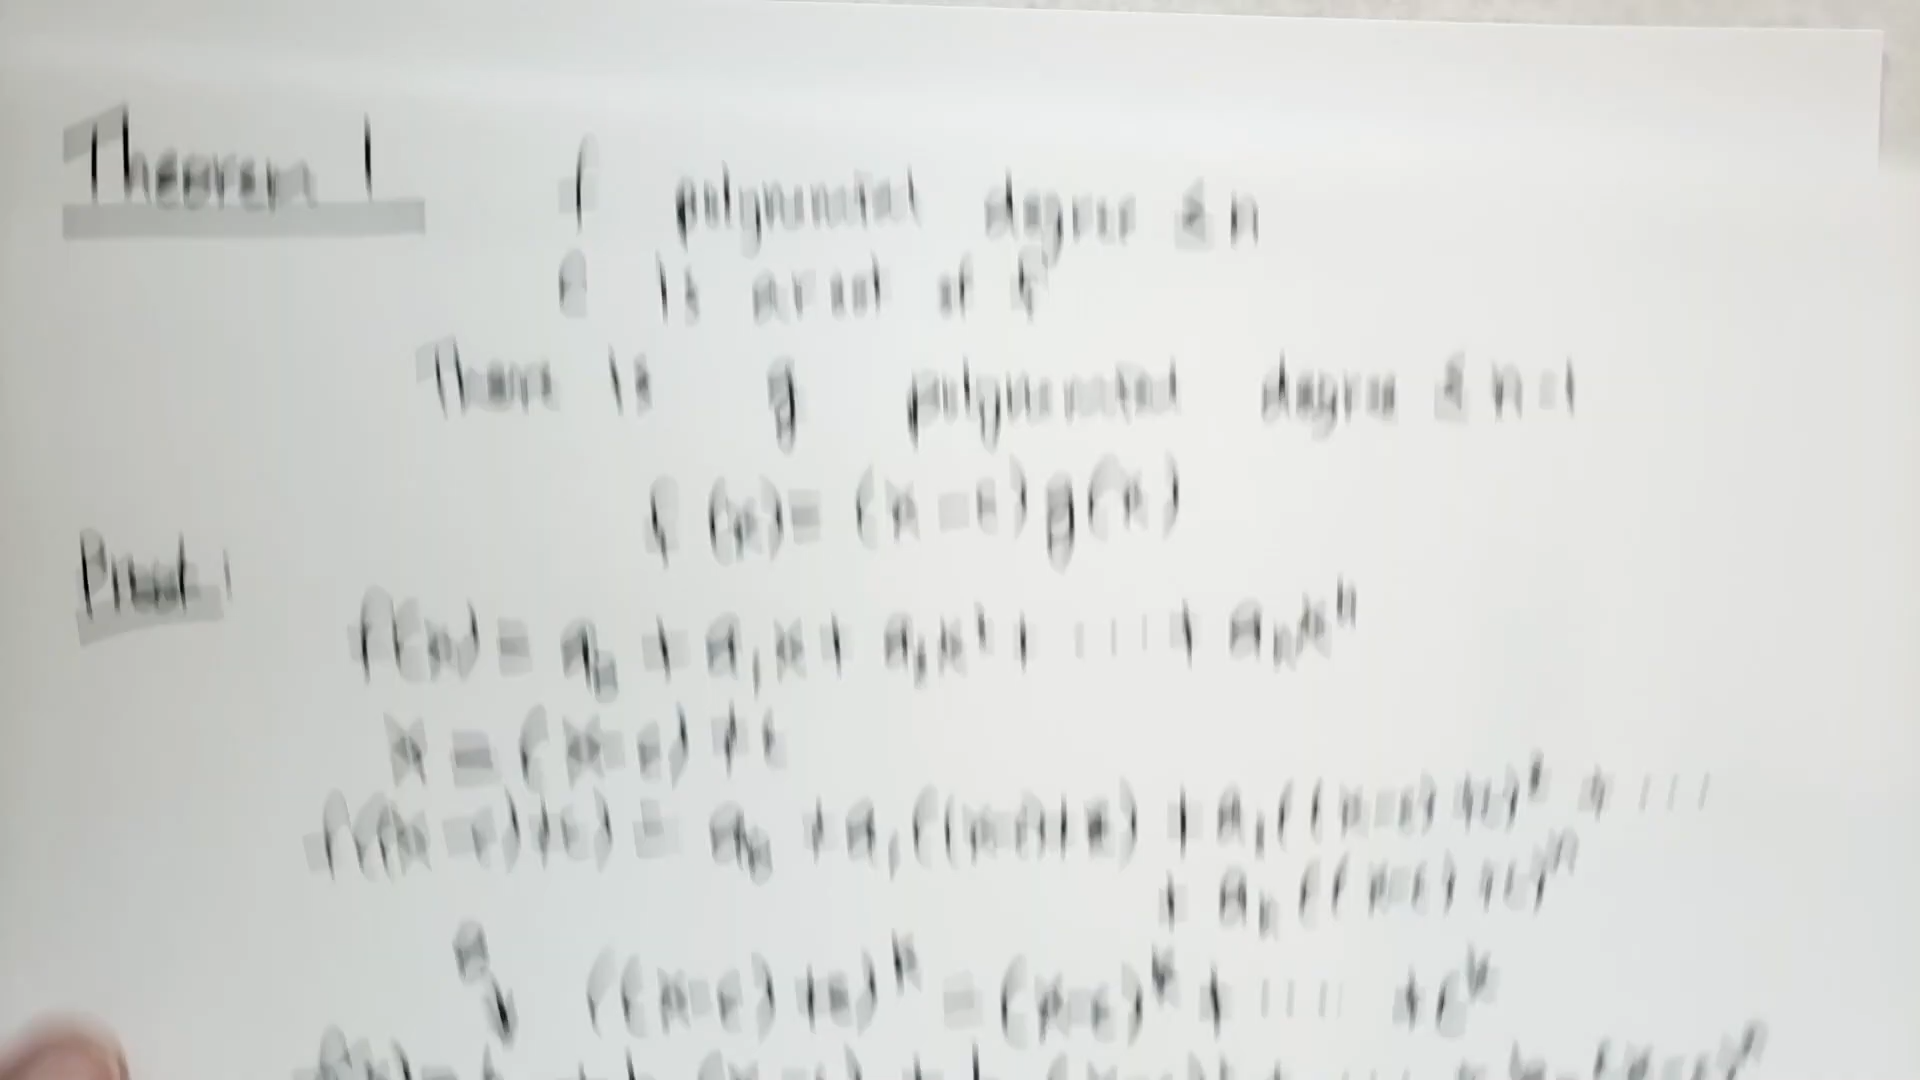 Theorem 1 f polynomial degree ≤ n
c is a root of f
There is g polynomial degree ≤ n-1
f(x) = (x-c)g(x)
Proof:
f(x) = a₀ + a₁x + a₂x² + ... + aₙxⁿ
x = (x-c)+c
f((x-c)+c) = a₀ + a₁((x-c)+c) + a₂((x-c)+c)² + ...
+ aₙ((x-c)+c)ⁿ
((x-c)+c)ᵏ = (x-c)ᵏ + .... + cᵏ